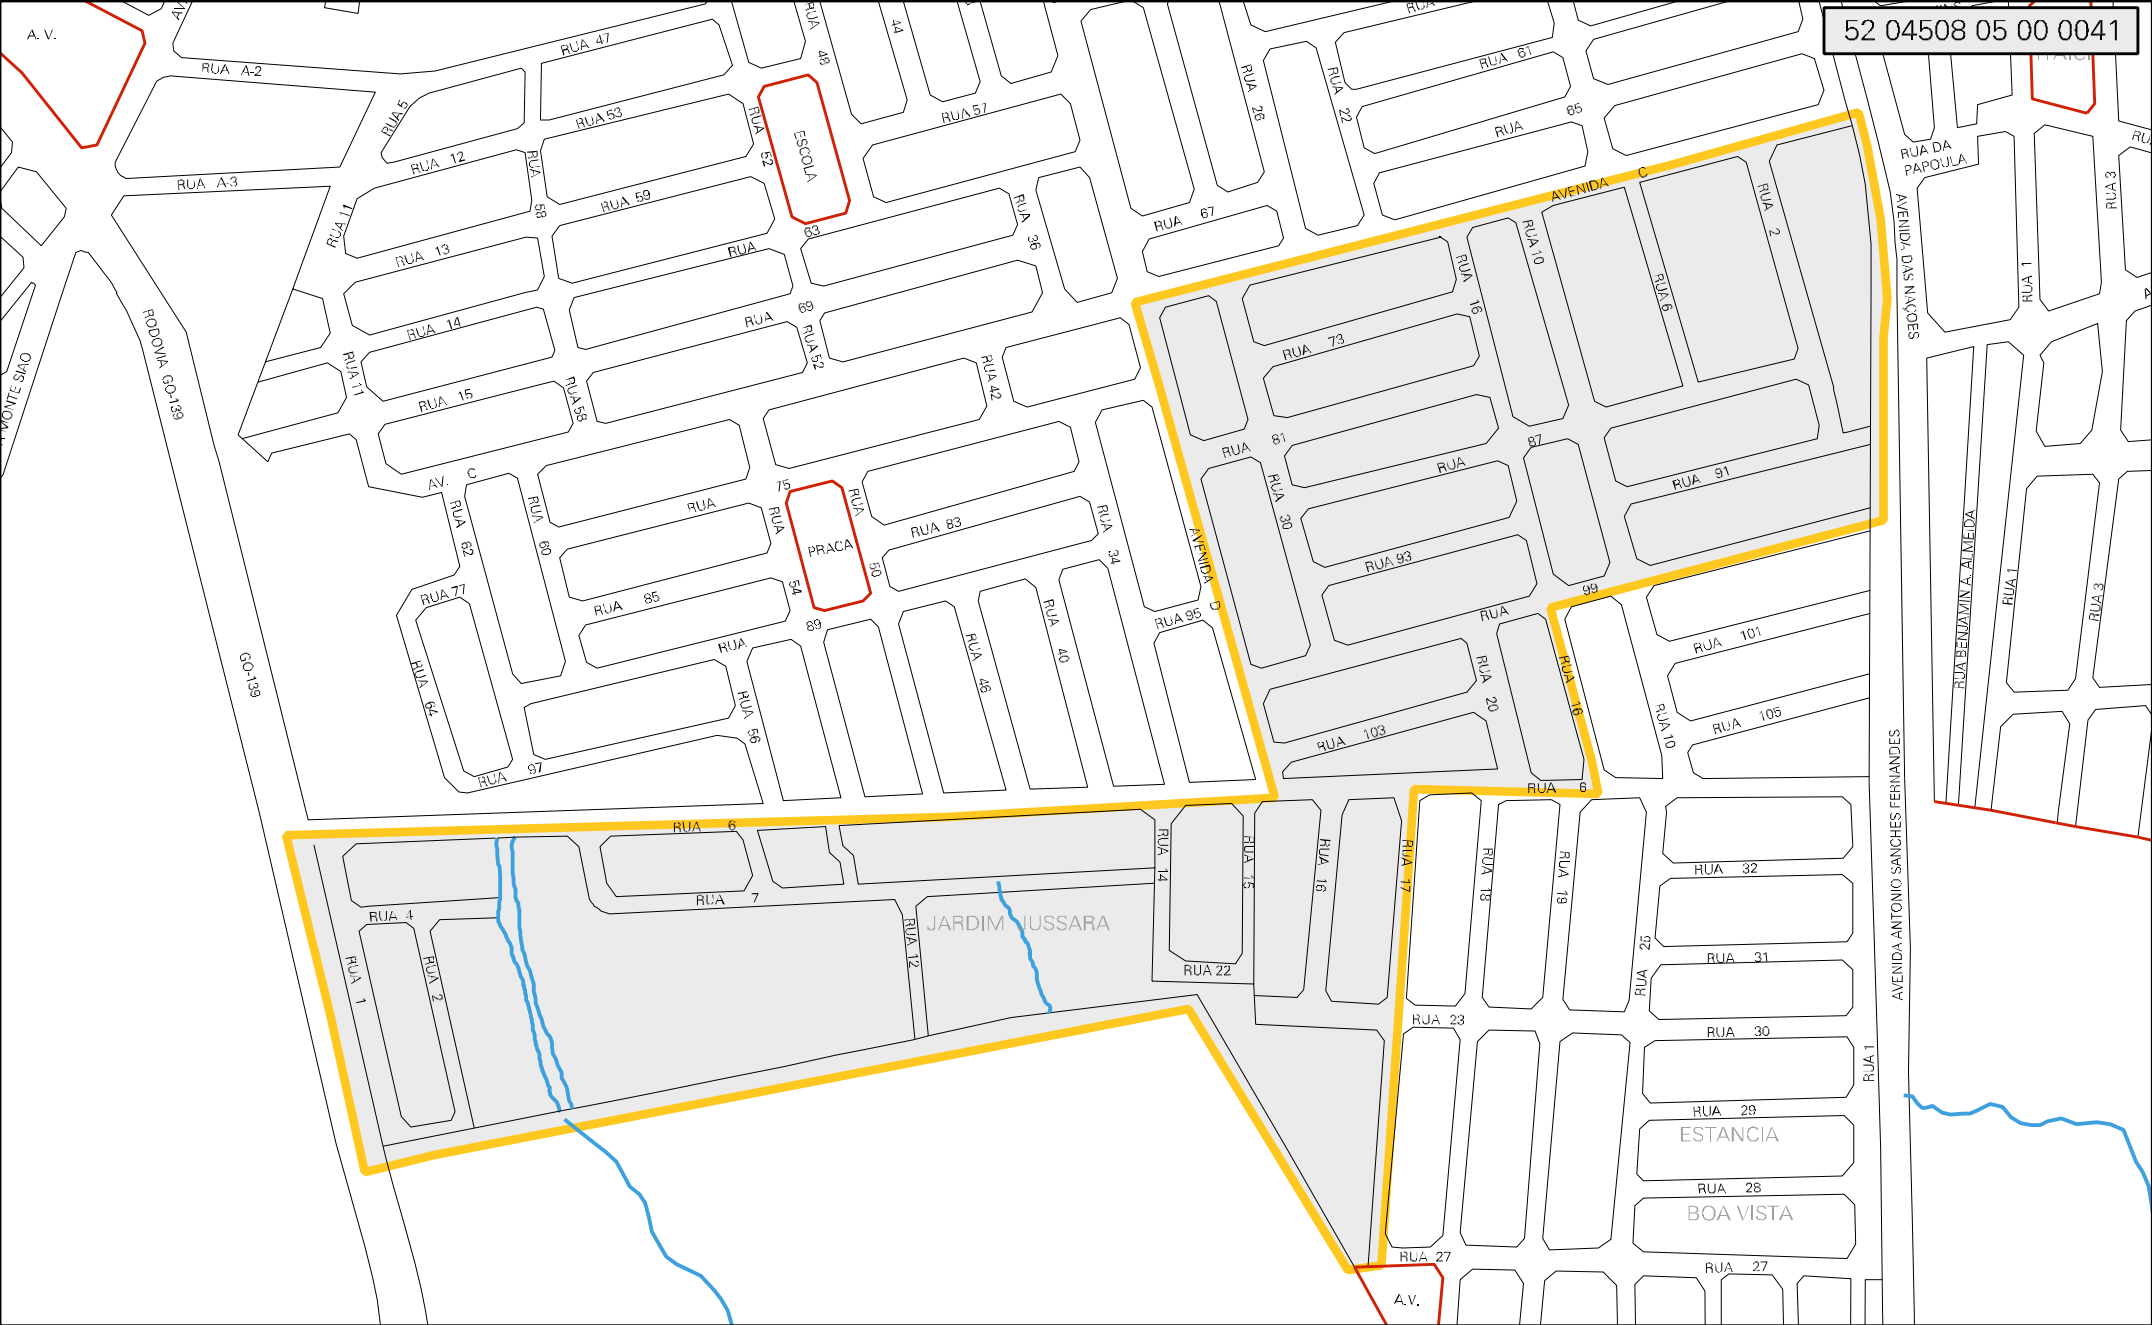 52 04508 05 00 0041
A. V.
RUA A-2
RUA 47
RUA
48
44
RUA 61
RUA
26
RUA
22
RUA 5
RUA 53
RUA
52
ESCOLA
RUA 57
RUA 65
RUA 12
RUA DA
PAPOULA
RUA A-3
RUA
58
RUA 59
RUA
36
RUA 67
AVENIDA C
RUA
2
RUA 3
RUA 11
RUA 13
RUA 63
RUA
16
RUA 10
AVENIDA DAS NAÇÕES
RUA 1
RODOVIA GO-139
RUA 14
RUA 69
RUA 6
RUA 73
MONTE SIAO
RUA 11
RUA 52
RUA 42
RUA 15
RUA 58
RUA 81
RUA 87
AV. C
RUA 91
RUA
62
RUA
60
RUA 75
RUA
54
PRACA
RUA
50
RUA 83
RUA
34
AVENIDA D
RUA
30
RUA 93
RUA BENJAMIN A. ALMEDA
RUA 1
RUA 3
RUA 77
RUA 85
RUA 89
RUA 95
RUA 99
RUA 101
GO-139
RUA
64
RUA
56
RUA
46
RUA
40
RUA
20
RUA
16
RUA 10
RUA 105
RUA 103
RUA 97
RUA 6
AVENIDA ANTONIO SANCHES FERNANDES
RUA 6
RUA 14
RUA 15
RUA 16
RUA 17
RUA 18
RUA 19
RUA 32
RUA 7
RUA 4
JARDIM JUSSARA
RUA 12
RUA 25
RUA 31
RUA 1
RUA 2
RUA 22
RUA 23
RUA 30
RUA 1
RUA 29
ESTANCIA
RUA 28
BOA VISTA
RUA 27
RUA 27
A.V.